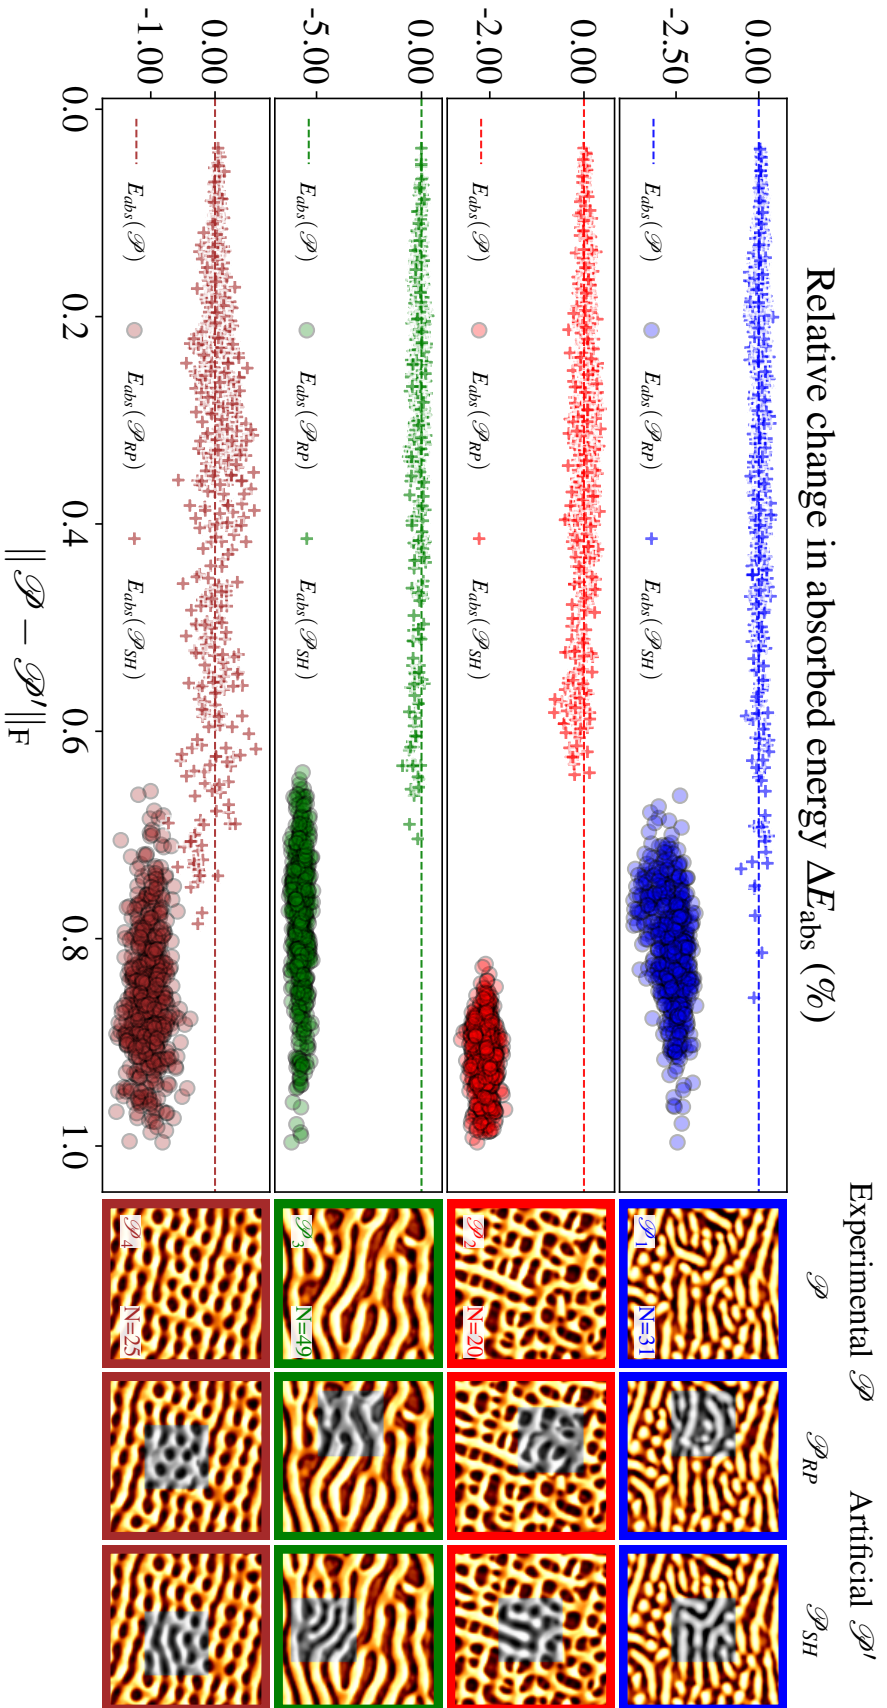 Relative change in absorbed energy ΔE_abs (%)
Experimental 𝒫
Artificial 𝒫′
𝒫
𝒫_RP
𝒫_SH
0.00
-2.50
E_abs(𝒫)
E_abs(𝒫_RP)
E_abs(𝒫_SH)
𝒫_1
N=31
0.00
-2.00
E_abs(𝒫)
E_abs(𝒫_RP)
E_abs(𝒫_SH)
𝒫_2
N=20
0.00
-5.00
E_abs(𝒫)
E_abs(𝒫_RP)
E_abs(𝒫_SH)
𝒫_3
N=49
0.00
-1.00
E_abs(𝒫)
E_abs(𝒫_RP)
E_abs(𝒫_SH)
𝒫_4
N=25
0.0 0.2 0.4 0.6 0.8 1.0
||𝒫 − 𝒫′||_F